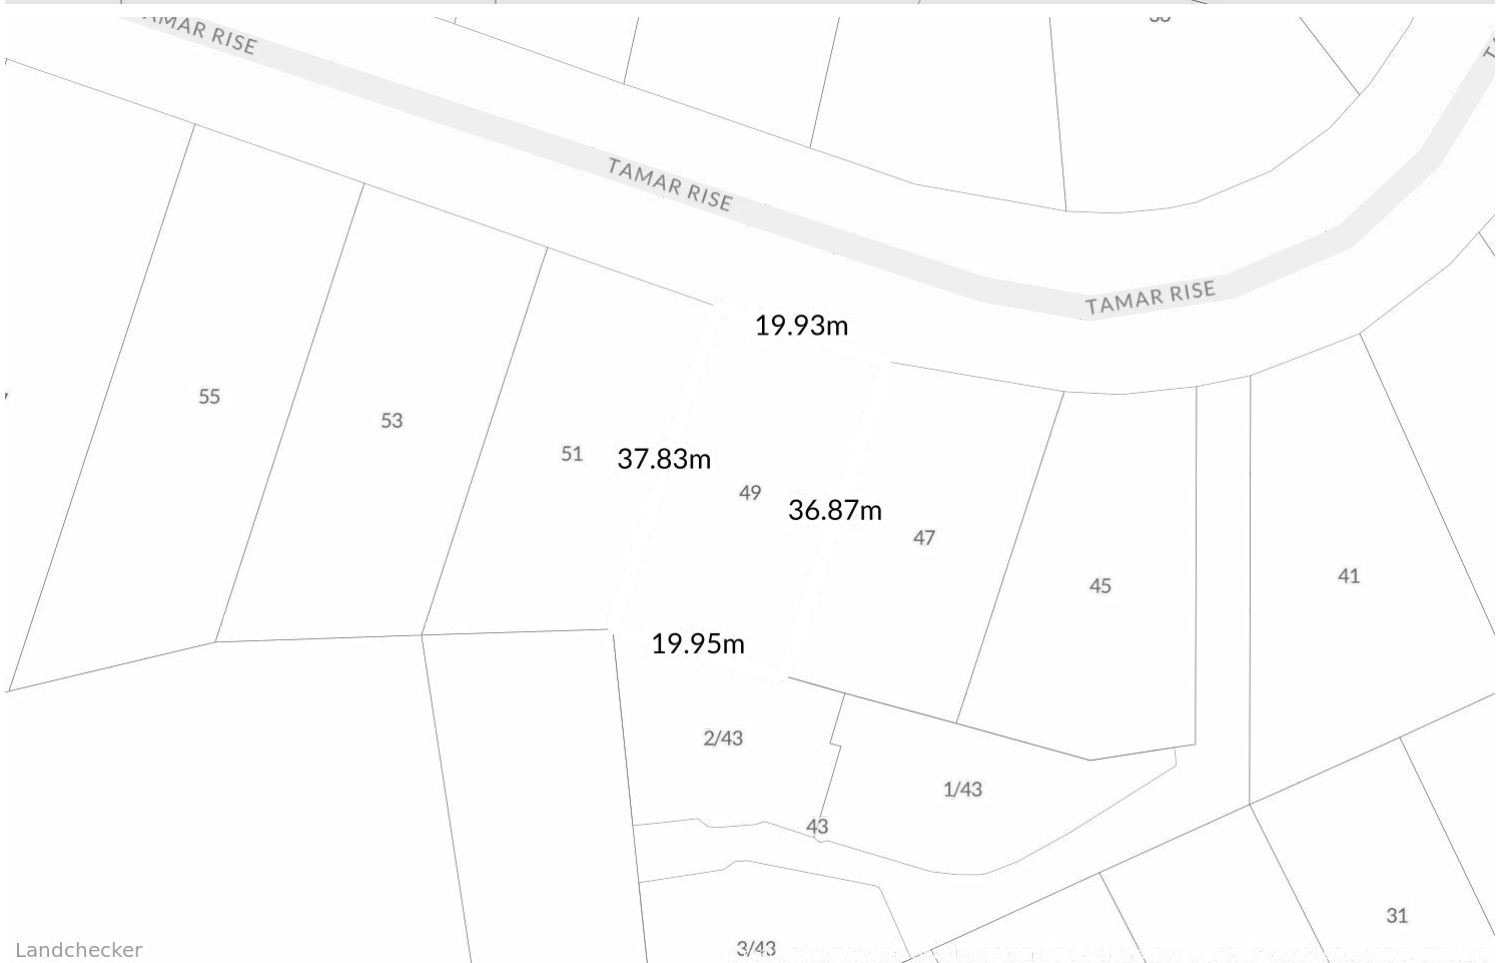 TAMAR RISE
TAMAR RISE
TAMAR RISE
19.93m
55
53
51
37.83m
49
36.87m
47
45
41
19.95m
2/43
1/43
43
31
3/43
Landchecker